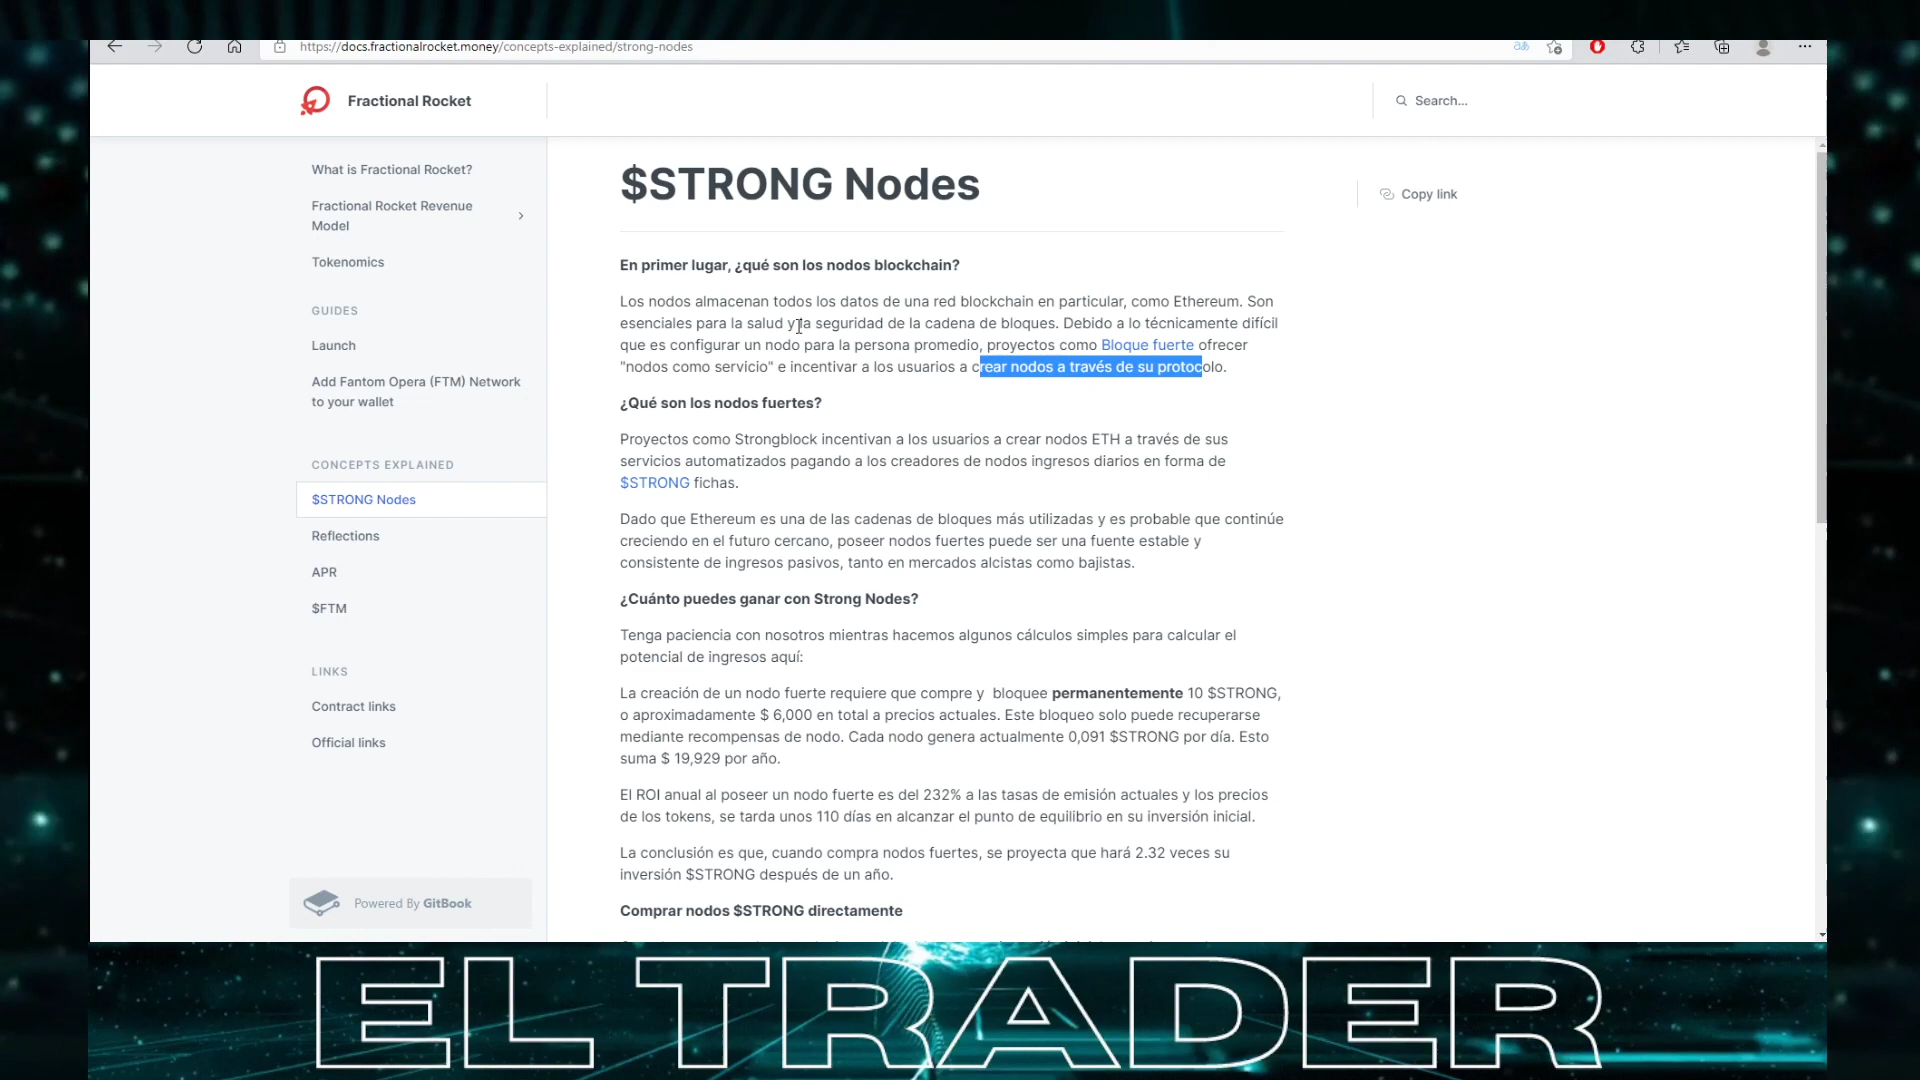 https://docs.fractionalrocket.money/concepts-explained/strong-nodes
Fractional Rocket
Search...
What is Fractional Rocket?
Fractional Rocket Revenue
Model
Tokenomics
GUIDES
Launch
Add Fantom Opera (FTM) Network
to your wallet
CONCEPTS EXPLAINED
$STRONG Nodes
Reflections
APR
$FTM
LINKS
Contract links
Official links
Powered By GitBook
$STRONG Nodes
Copy link
En primer lugar, ¿qué son los nodos blockchain?
Los nodos almacenan todos los datos de una red blockchain en particular, como Ethereum. Son
esenciales para la salud y la seguridad de la cadena de bloques. Debido a lo técnicamente difícil
que es configurar un nodo para la persona promedio, proyectos como Bloque fuerte ofrecer
"nodos como servicio" e incentivar a los usuarios a crear nodos a través de su protocolo.
¿Qué son los nodos fuertes?
Proyectos como Strongblock incentivan a los usuarios a crear nodos ETH a través de sus
servicios automatizados pagando a los creadores de nodos ingresos diarios en forma de
$STRONG fichas.
Dado que Ethereum es una de las cadenas de bloques más utilizadas y es probable que continúe
creciendo en el futuro cercano, poseer nodos fuertes puede ser una fuente estable y
consistente de ingresos pasivos, tanto en mercados alcistas como bajistas.
¿Cuánto puedes ganar con Strong Nodes?
Tenga paciencia con nosotros mientras hacemos algunos cálculos simples para calcular el
potencial de ingresos aquí:
La creación de un nodo fuerte requiere que compre y bloquee permanentemente 10 $STRONG,
o aproximadamente $ 6,000 en total a precios actuales. Este bloqueo solo puede recuperarse
mediante recompensas de nodo. Cada nodo genera actualmente 0,091 $STRONG por día. Esto
suma $ 19,929 por año.
El ROI anual al poseer un nodo fuerte es del 232% a las tasas de emisión actuales y los precios
de los tokens, se tarda unos 110 días en alcanzar el punto de equilibrio en su inversión inicial.
La conclusión es que, cuando compra nodos fuertes, se proyecta que hará 2.32 veces su
inversión $STRONG después de un año.
Comprar nodos $STRONG directamente
EL TRADER